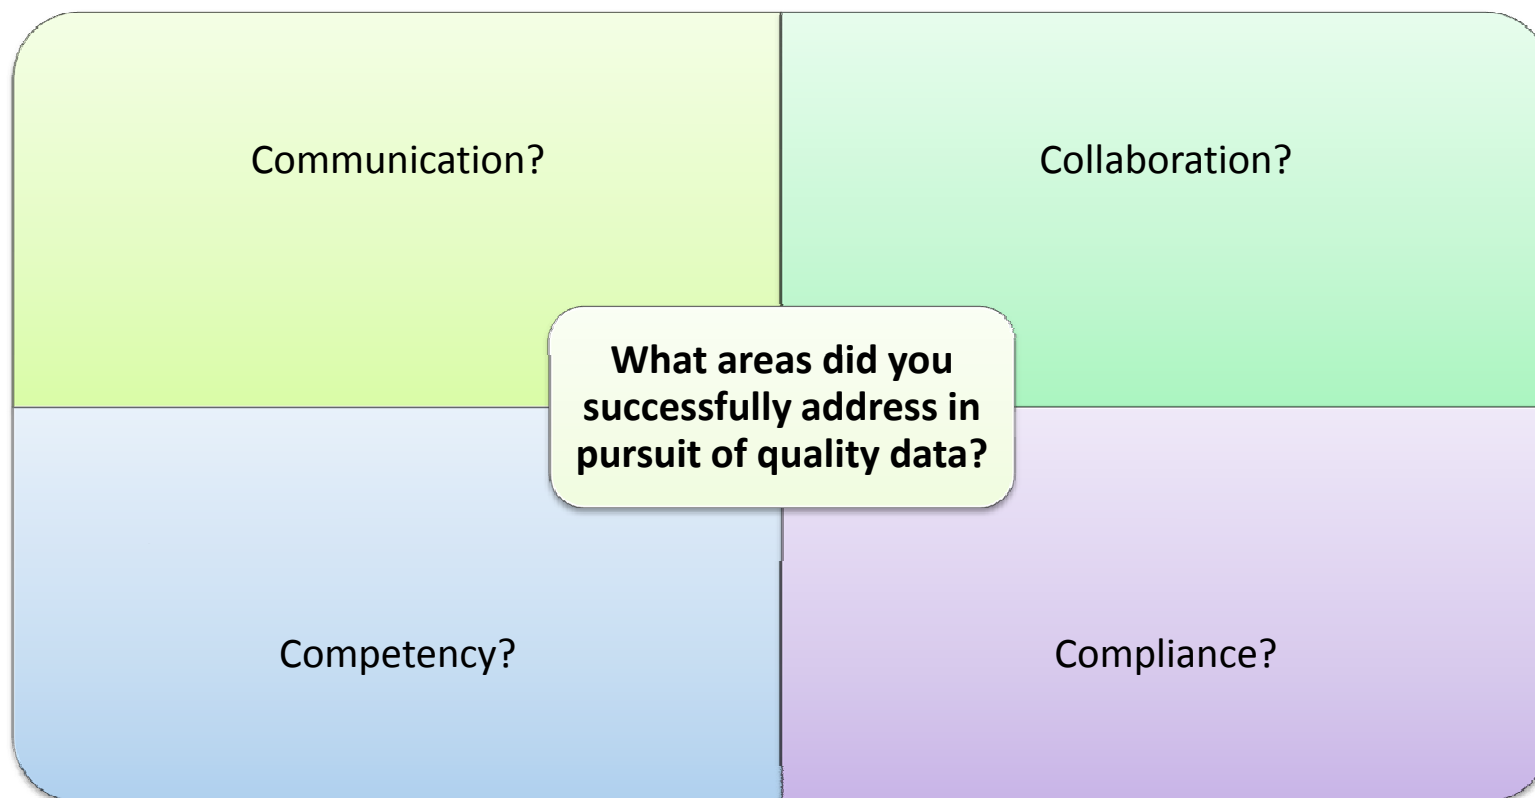 Communication?
Collaboration?
What areas did you
successfully address in
pursuit of quality data?
Competency?
Compliance?